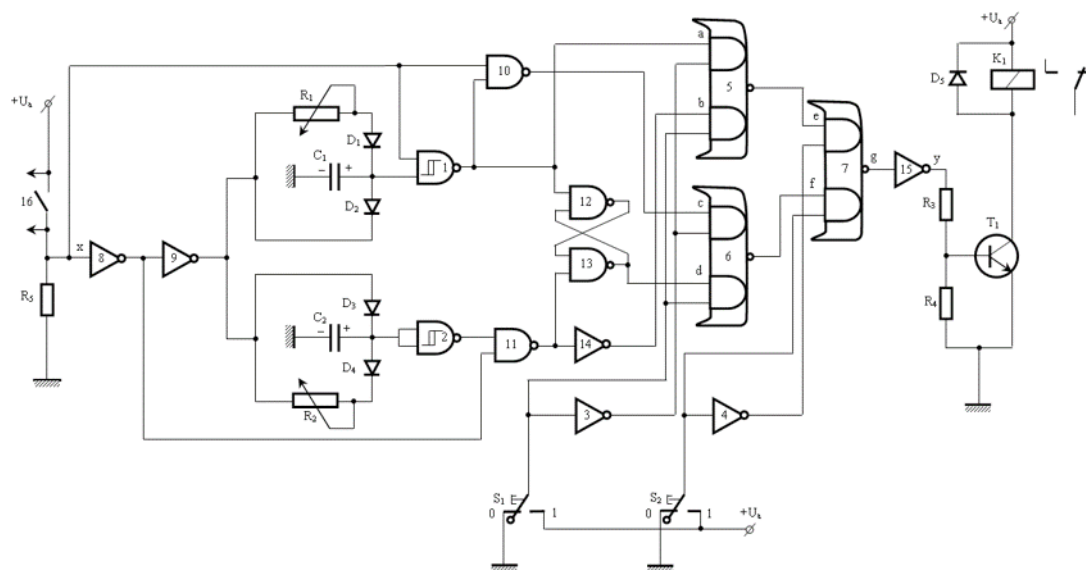 +Uₐ
16
x
R₅
8
9
R₁
D₁
C₁
− +
D₂
1
10
D₃
C₂
− +
D₄
R₂
2
11
12
13
14
a
b
5
c
d
6
e
f
7
g
15
y
3
4
S₁
0 1
S₂
0 1
+Uₐ
R₃
R₄
T₁
+Uₐ
D₅
K₁